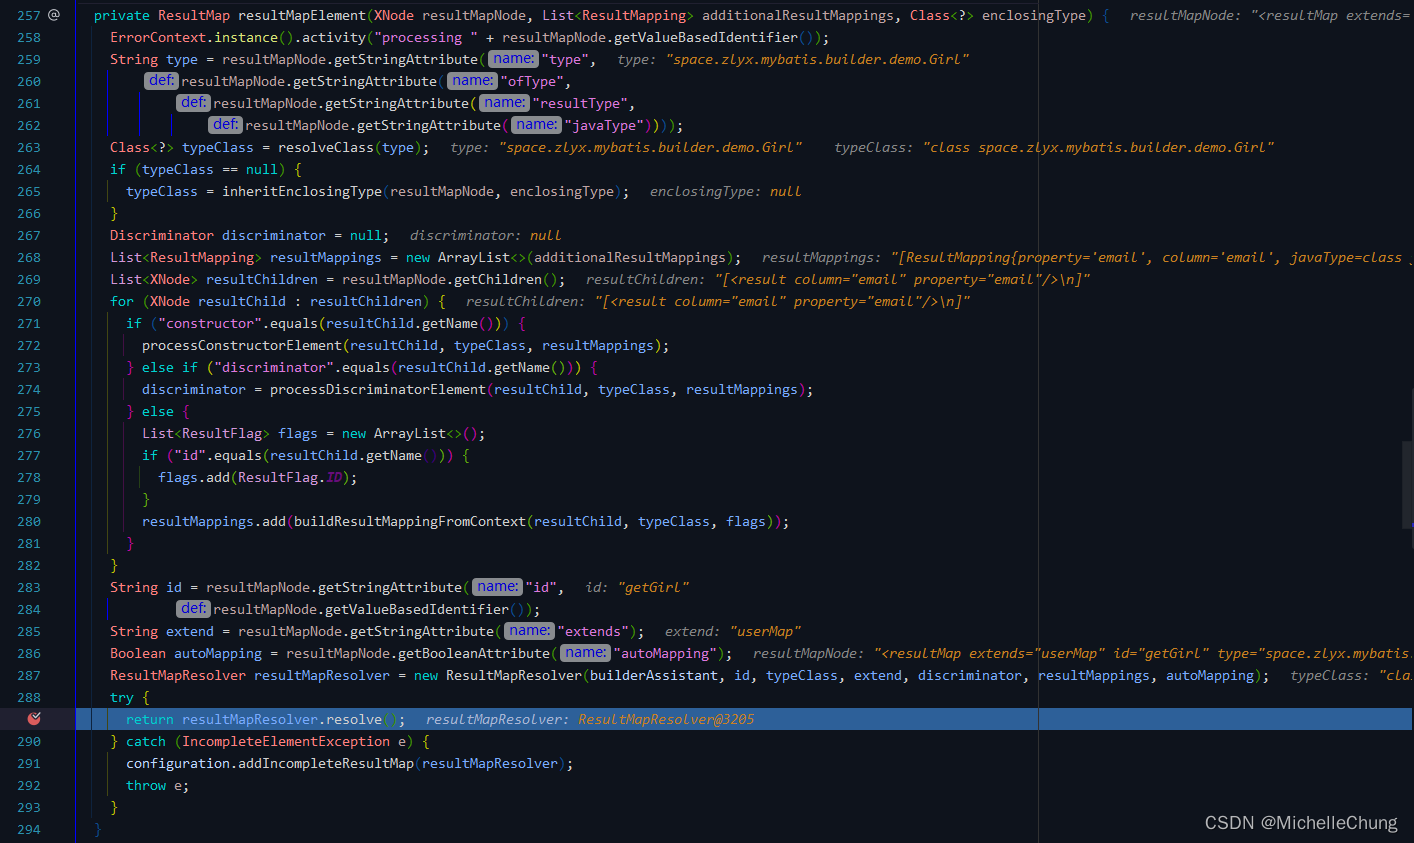 257 @ private ResultMap resultMapElement(XNode resultMapNode, List<ResultMapping> additionalResultMappings, Class<?> enclosingType) { resultMapNode: "<resultMap extends=
258 ErrorContext.instance().activity("processing " + resultMapNode.getValueBasedIdentifier());
259 String type = resultMapNode.getStringAttribute( name: "type", type: "space.zlyx.mybatis.builder.demo.Girl"
260 def: resultMapNode.getStringAttribute( name: "ofType",
261 def: resultMapNode.getStringAttribute( name: "resultType",
262 def: resultMapNode.getStringAttribute( name: "javaType"))));
263 Class<?> typeClass = resolveClass(type); type: "space.zlyx.mybatis.builder.demo.Girl" typeClass: "class space.zlyx.mybatis.builder.demo.Girl"
264 if (typeClass == null) {
265 typeClass = inheritEnclosingType(resultMapNode, enclosingType); enclosingType: null
266 }
267 Discriminator discriminator = null; discriminator: null
268 List<ResultMapping> resultMappings = new ArrayList<>(additionalResultMappings); resultMappings: "[ResultMapping{property='email', column='email', javaType=class
269 List<XNode> resultChildren = resultMapNode.getChildren(); resultChildren: "[<result column="email" property="email"/>\n]"
270 for (XNode resultChild : resultChildren) { resultChildren: "[<result column="email" property="email"/>\n]"
271 if ("constructor".equals(resultChild.getName())) {
272 processConstructorElement(resultChild, typeClass, resultMappings);
273 } else if ("discriminator".equals(resultChild.getName())) {
274 discriminator = processDiscriminatorElement(resultChild, typeClass, resultMappings);
275 } else {
276 List<ResultFlag> flags = new ArrayList<>();
277 if ("id".equals(resultChild.getName())) {
278 flags.add(ResultFlag.ID);
279 }
280 resultMappings.add(buildResultMappingFromContext(resultChild, typeClass, flags));
281 }
282 }
283 String id = resultMapNode.getStringAttribute( name: "id", id: "getGirl"
284 def: resultMapNode.getValueBasedIdentifier());
285 String extend = resultMapNode.getStringAttribute( name: "extends"); extend: "userMap"
286 Boolean autoMapping = resultMapNode.getBooleanAttribute( name: "autoMapping"); resultMapNode: "<resultMap extends="userMap" id="getGirl" type="space.zlyx.mybatis.
287 ResultMapResolver resultMapResolver = new ResultMapResolver(builderAssistant, id, typeClass, extend, discriminator, resultMappings, autoMapping); typeClass: "cla
288 try {
return resultMapResolver.resolve(); resultMapResolver: ResultMapResolver@3205
290 } catch (IncompleteElementException e) {
291 configuration.addIncompleteResultMap(resultMapResolver);
292 throw e;
293 }
294 }
CSDN @MichelleChung